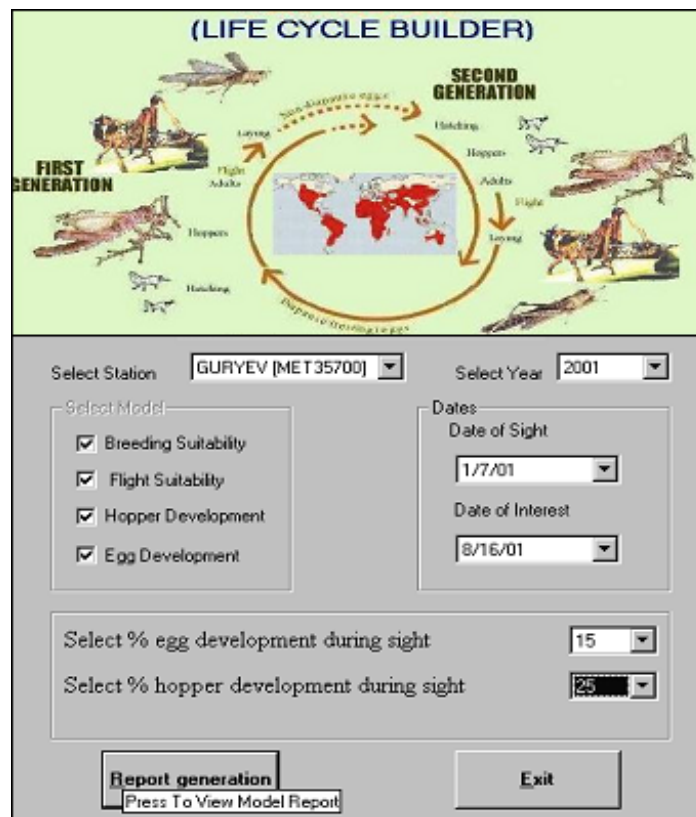 (LIFE CYCLE BUILDER)
SECOND
GENERATION
Non-diapause eggs
Laying
Hatching
Hoppers
Adults
Flight
Laying
FIRST
GENERATION
Flight
Adults
Hoppers
Hatching
Select Station GURYEV [MET35700] Select Year 2001
Select Model
Breeding Suitability
Flight Suitability
Hopper Development
Egg Development
Dates
Date of Sight
1/7/01
Date of Interest
8/16/01
Select % egg development during sight 15
Select % hopper development during sight 25
Report generation
Press To View Model Report
Exit